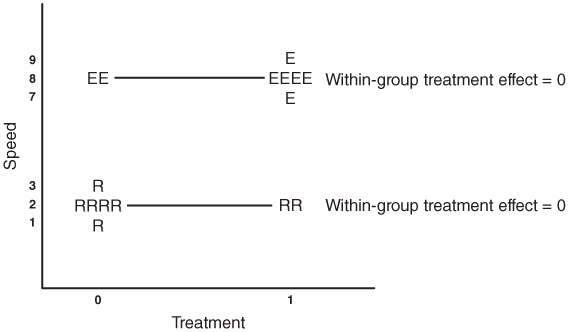 9 E
8 EE EEEE Within-group treatment effect = 0
7 E
Speed
3 R
2 RRRR RR Within-group treatment effect = 0
1 R
0 1
Treatment